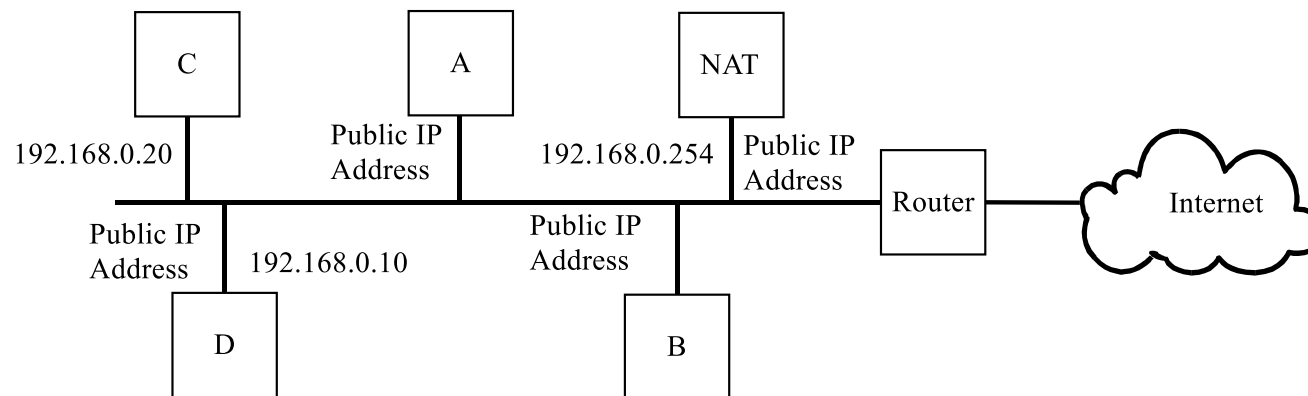 C
A
NAT
192.168.0.20
Public IP
Address
192.168.0.254
Public IP
Address
Router
Internet
Public IP
Address
192.168.0.10
Public IP
Address
D
B